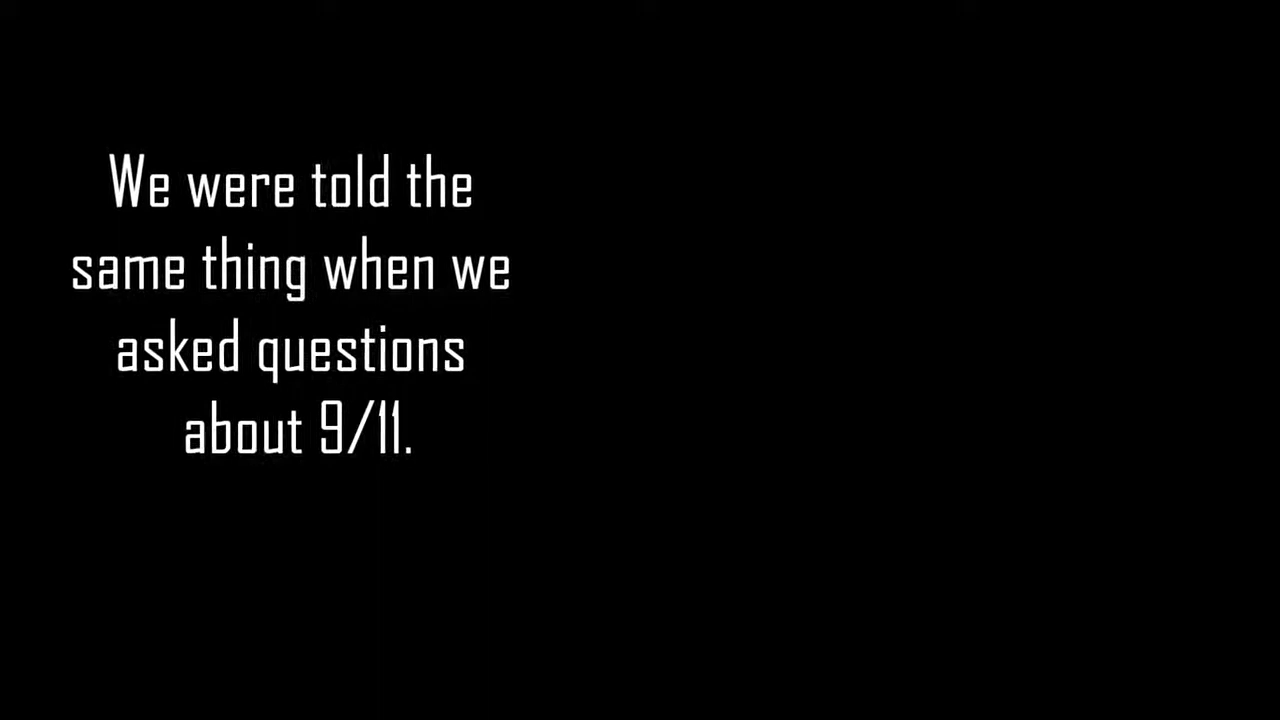 We were told the
same thing when we
asked questions
about 9/11.